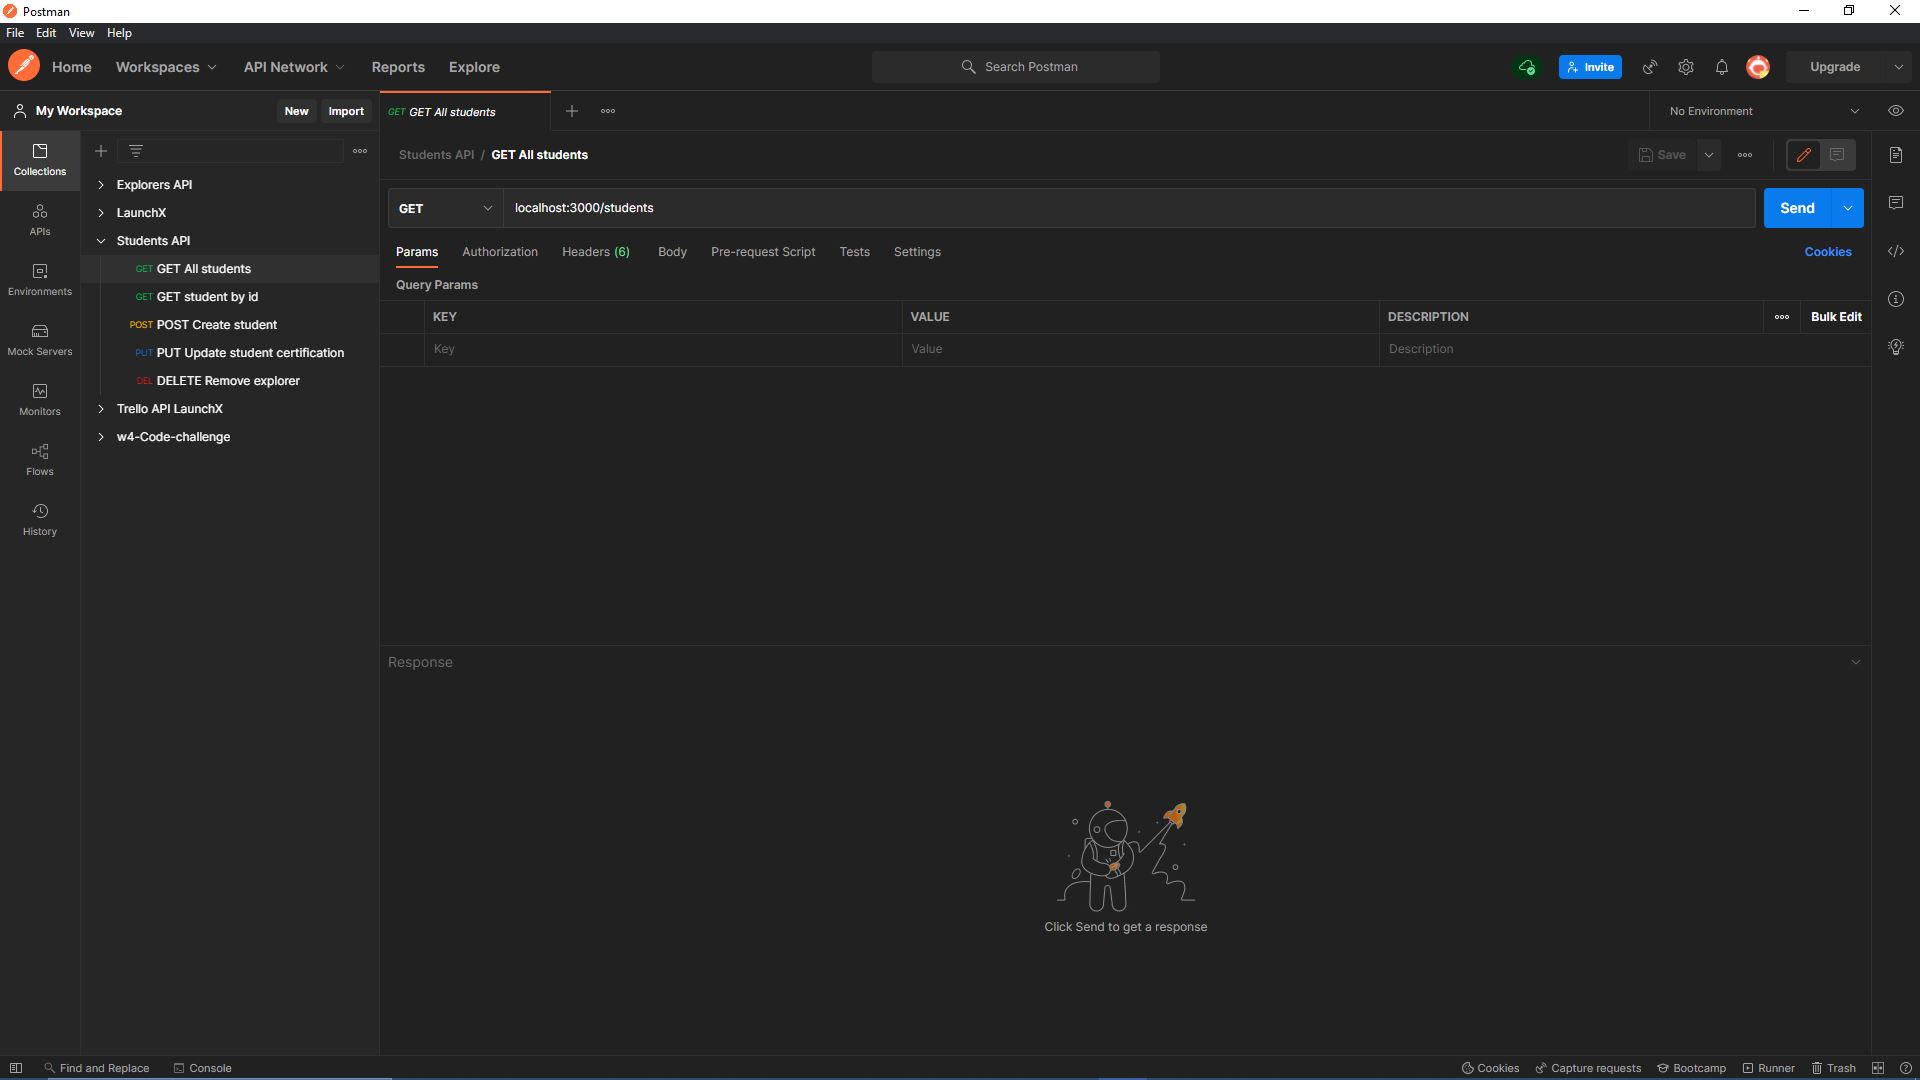 Postman
File Edit View Help
Home Workspaces API Network Reports Explore Search Postman Invite Upgrade
My Workspace New Import GET GET All students No Environment
Students API / GET All students Save
GET localhost:3000/students Send
Params Authorization Headers (6) Body Pre-request Script Tests Settings Cookies
Query Params
KEY VALUE DESCRIPTION Bulk Edit
Key Value Description
Collections
APIs
Environments
Mock Servers
Monitors
Flows
History
Explorers API
LaunchX
Students API
GET GET All students
GET GET student by id
POST POST Create student
PUT PUT Update student certification
DEL DELETE Remove explorer
Trello API LaunchX
w4-Code-challenge
Response
Click Send to get a response
Find and Replace Console Cookies Capture requests Bootcamp Runner Trash